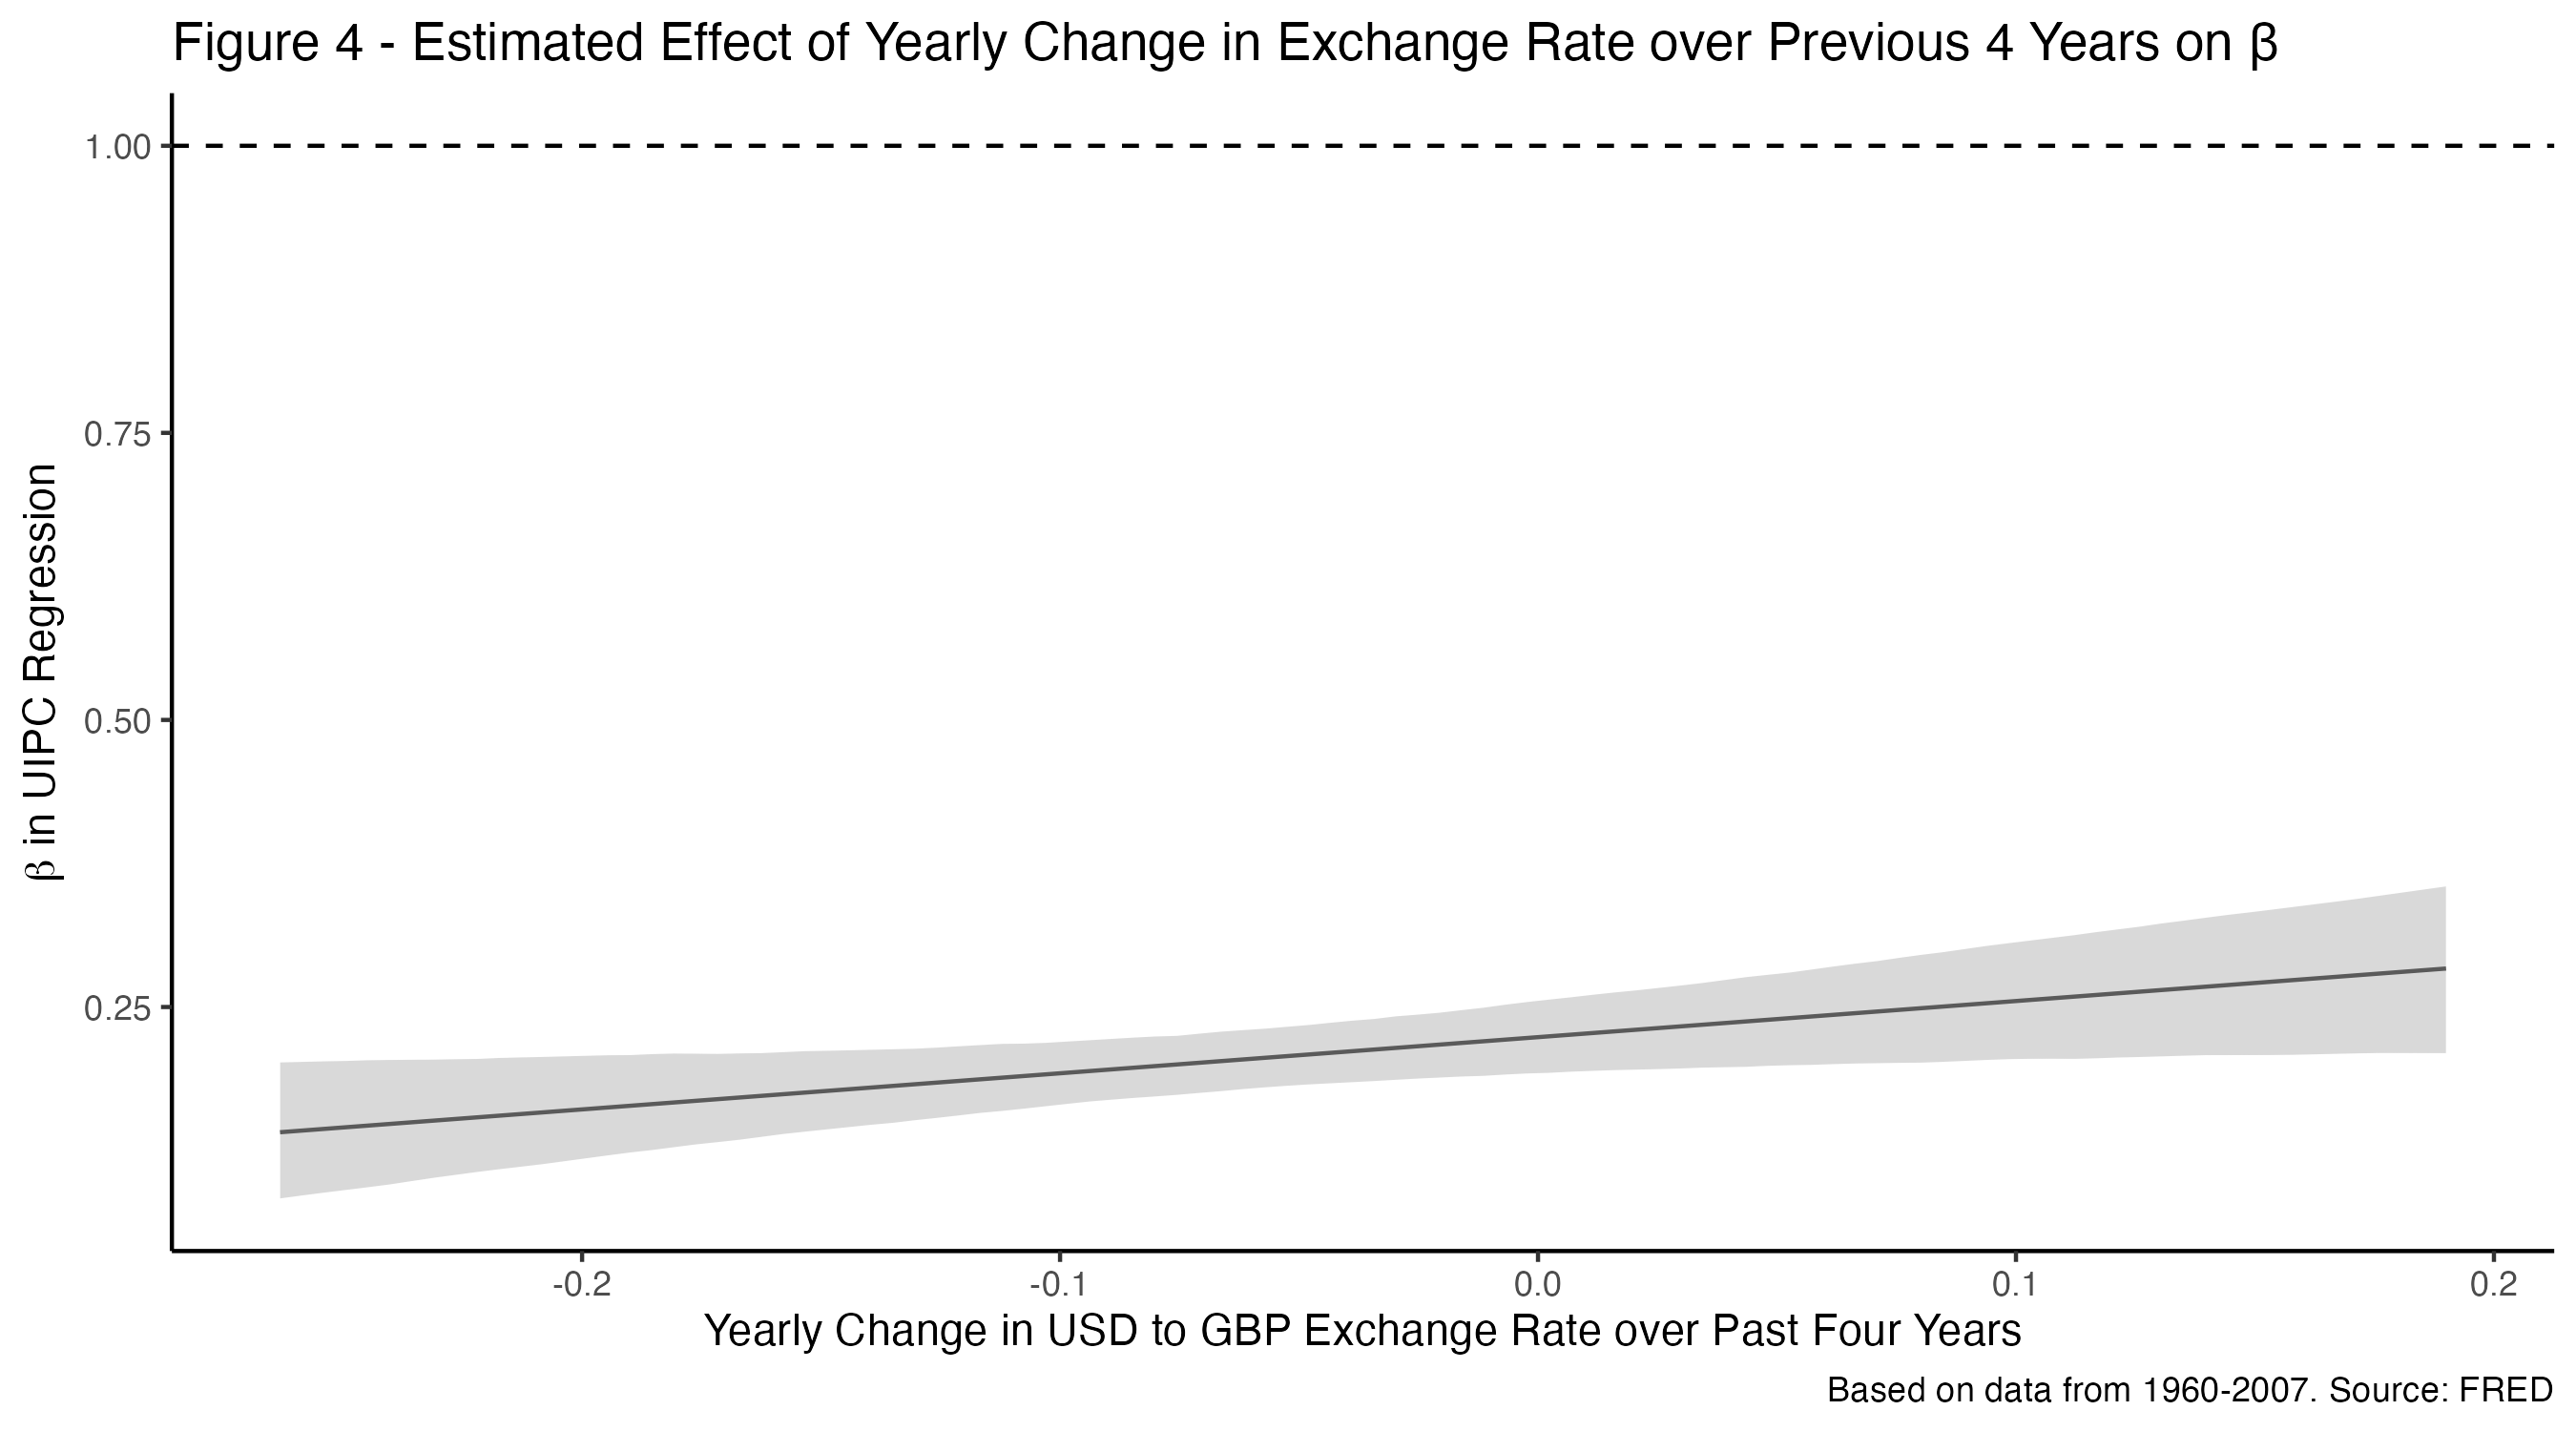 Figure 4 - Estimated Effect of Yearly Change in Exchange Rate over Previous 4 Years on β
1.00
0.75
0.50
0.25
β in UIPC Regression
-0.2
-0.1
0.0
0.1
0.2
Yearly Change in USD to GBP Exchange Rate over Past Four Years
Based on data from 1960-2007. Source: FRED